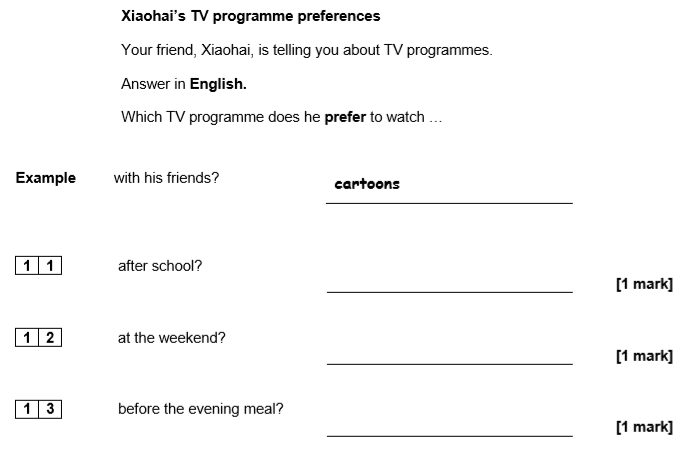 Xiaohai's TV programme preferences
Your friend, Xiaohai, is telling you about TV programmes.
Answer in English.
Which TV programme does he prefer to watch …
Example with his friends? cartoons
1 1 after school?
[1 mark]
1 2 at the weekend?
[1 mark]
1 3 before the evening meal?
[1 mark]